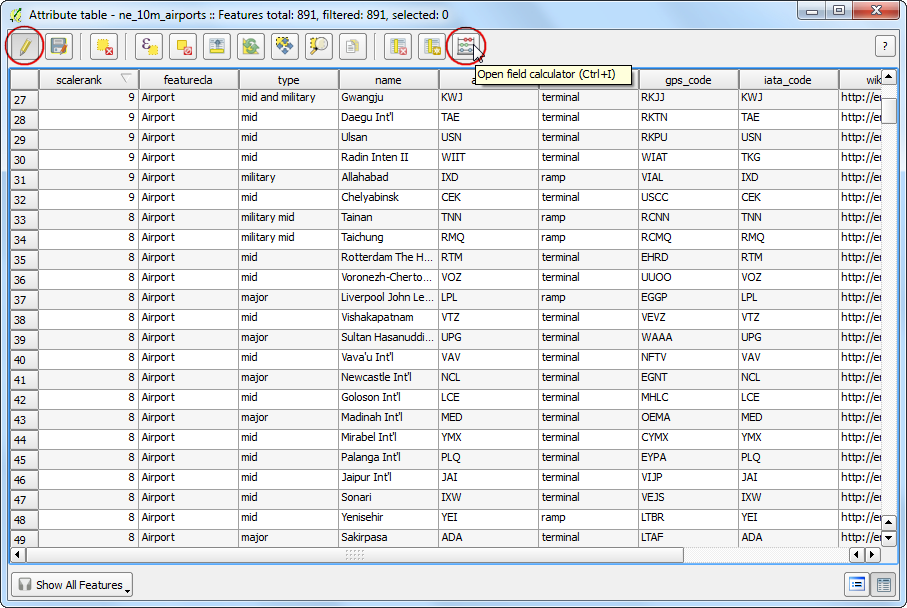 Attribute table - ne_10m_airports :: Features total: 891, filtered: 891, selected: 0
?
Open field calculator (Ctrl+I)
scalerank featurecla type name a gps_code iata_code wik
27 9 Airport mid and military Gwangju KWJ terminal RKJJ KWJ http://e
28 9 Airport mid Daegu Int'l TAE terminal RKTN TAE http://e
29 9 Airport mid Ulsan USN terminal RKPU USN http://e
30 9 Airport mid Radin Inten II WIIT terminal WIAT TKG http://e
31 9 Airport military Allahabad IXD ramp VIAL IXD http://e
32 9 Airport mid Chelyabinsk CEK terminal USCC CEK http://e
33 8 Airport military mid Tainan TNN ramp RCNN TNN http://e
34 8 Airport military mid Taichung RMQ ramp RCMQ RMQ http://e
35 8 Airport mid Rotterdam The H... RTM terminal EHRD RTM http://e
36 8 Airport mid Voronezh-Cherto... VOZ terminal UUOO VOZ http://e
37 8 Airport major Liverpool John Le... LPL ramp EGGP LPL http://e
38 8 Airport mid Vishakapatnam VTZ terminal VEVZ VTZ http://e
39 8 Airport major Sultan Hasanuddi... UPG terminal WAAA UPG http://e
40 8 Airport mid Vava'u Int'l VAV terminal NFTV VAV http://e
41 8 Airport major Newcastle Int'l NCL terminal EGNT NCL http://e
42 8 Airport mid Goloson Int'l LCE terminal MHLC LCE http://e
43 8 Airport major Madinah Int'l MED terminal OEMA MED http://e
44 8 Airport mid Mirabel Int'l YMX terminal CYMX YMX http://e
45 8 Airport mid Palanga Int'l PLQ terminal EYPA PLQ http://e
46 8 Airport mid Jaipur Int'l JAI terminal VIJP JAI http://e
47 8 Airport mid Sonari IXW terminal VEJS IXW http://e
48 8 Airport mid Yenisehir YEI ramp LTBR YEI http://e
49 8 Airport major Sakirpasa ADA terminal LTAF ADA http://e
Show All Features